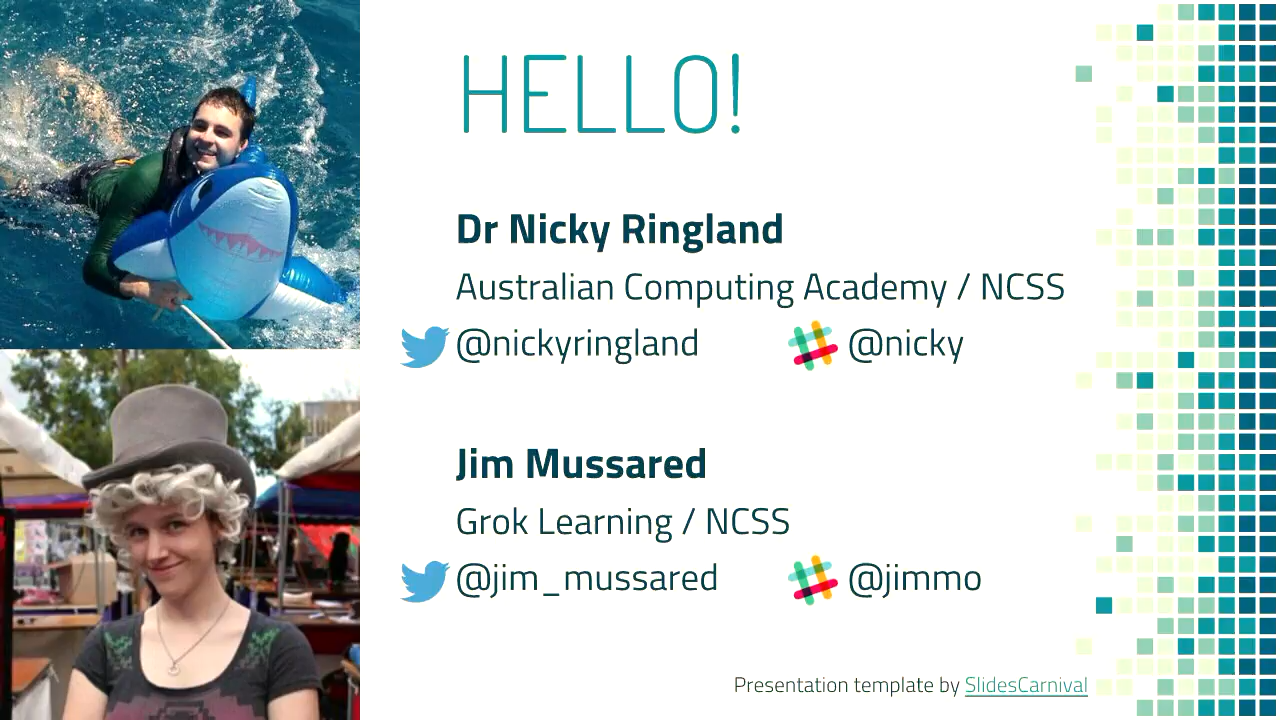 HELLO!
Dr Nicky Ringland
Australian Computing Academy / NCSS
@nickyringland @nicky
Jim Mussared
Grok Learning / NCSS
@jim_mussared @jimmo
Presentation template by SlidesCarnival